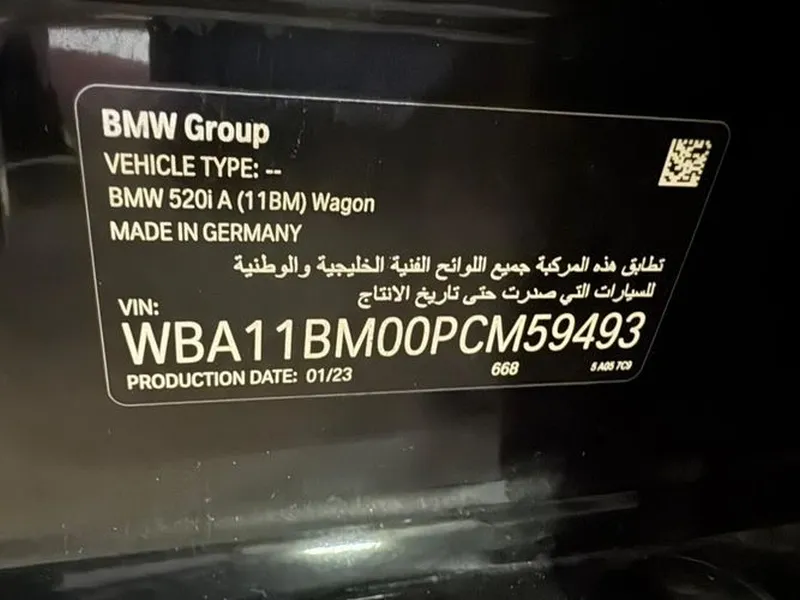 BMW Group
VEHICLE TYPE: --
BMW 520i A (11BM) Wagon
MADE IN GERMANY
تطابق هذه المركبة جميع اللوائح الفنية الخليجية والوطنية
للسيارات التي صدرت حتى تاريخ الانتاج
VIN:
WBA11BM00PCM59493
PRODUCTION DATE: 01/23 668 5 A05 7C9